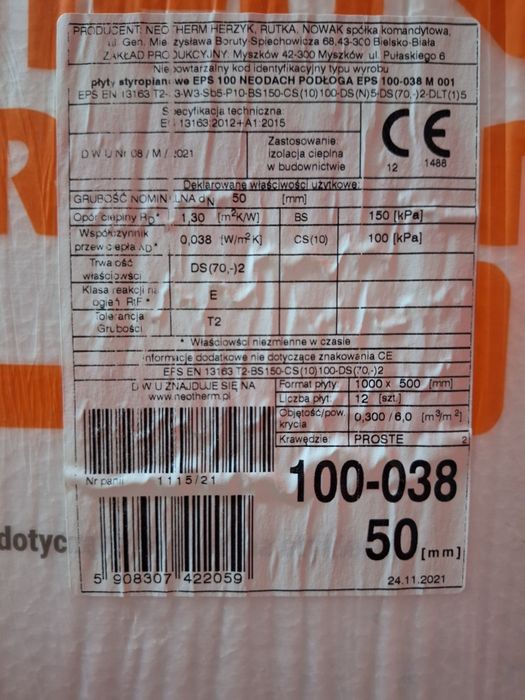 PRODUCENT: NEOTHERM HERZYK, RUTKA, NOWAK spółka komandytowa,
ul. Gen. Mieczysława Boruty-Spiechowicza 68,43-300 Bielsko-Biała
ZAKŁAD PRODUKCYJNY Myszków 42-300 Myszków ul. Pułaskiego 6
Niepowtarzalny kod identyfikacyjny typu wyrobu
płyty styropianowe EPS 100 NEODACH PODŁOGA EPS 100-038 M 001
EPS EN 13163 T2- -W3-Sb5-P10-BS150-CS(10)100-DS(N)5-DS(70,-)2-DLT(1)5
Specyfikacja techniczna:
EN 13163:2012+A1:2015
D W U Nr 08/M/2021
Zastosowanie:
izolacja cieplna
w budownictwie
CE
12 1488
Deklarowane właściwości użytkowe:
GRUBOŚĆ NOMINALNA dN 50 [mm]
Opór cieplny RD* 1,30 [m²K/W] BS 150 [kPa]
Współczynnik
przew ciepła λD* 0,038 [W/m²K] CS(10) 100 [kPa]
Trwałość
właściwości DS(70,-)2
Klasa reakcji na
ogień RtF * E
Tolerancja
Grubości T2
* Właściwości niezmienne w czasie
Informacje dodatkowe nie dotyczące znakowania CE
EPS EN 13163 T2-BS150-CS(10)100-DS(70,-)2
D W U ZNAJDUJE SIĘ NA
www.neotherm.pl
Format płyty 1000 x 500 [mm]
Liczba płyt: 12 [szt.]
Objętość/pow.
krycia 0,300 / 6,0 [m³/m²]
Krawędzie: PROSTE 2
Nr partii 1115/21
100-038
50 [mm]
dotyc
5 908307 422059
24.11.2021